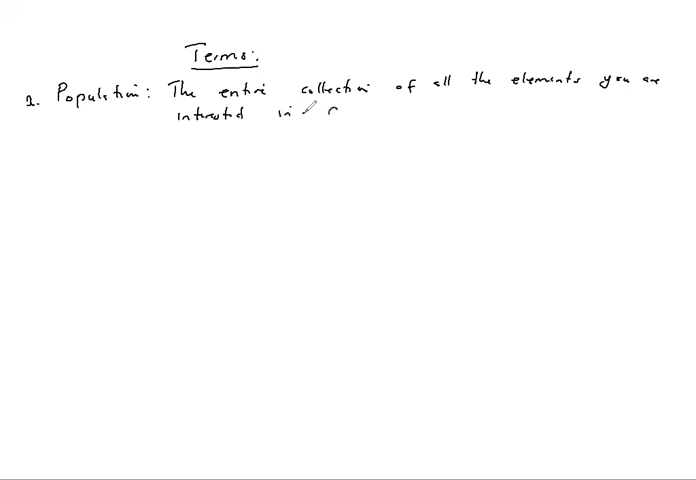 Terms:
1. Population: The entire collection of all the elements you are
interested in